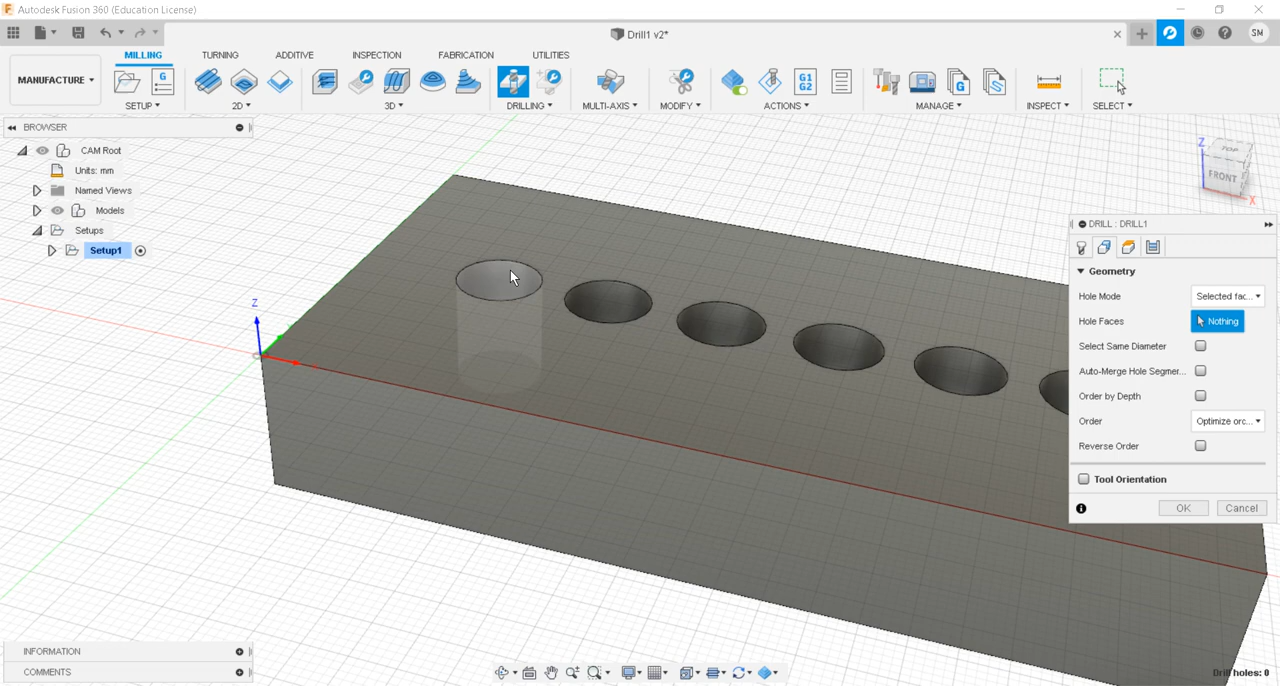 Autodesk Fusion 360 (Education License)
Drill1 v2*
SM
MANUFACTURE
MILLING
TURNING
ADDITIVE
INSPECTION
FABRICATION
UTILITIES
G1
G2
SETUP
2D
3D
DRILLING
MULTI-AXIS
MODIFY
ACTIONS
MANAGE
INSPECT
SELECT
BROWSER
CAM Root
Units: mm
Named Views
Models
Setups
Setup1
Z
Z
TOP
FRONT
X
DRILL : DRILL1
Geometry
Hole Mode Selected fac...
Hole Faces Nothing
Select Same Diameter
Auto-Merge Hole Segmer...
Order by Depth
Order Optimize orc...
Reverse Order
Tool Orientation
OK Cancel
INFORMATION
COMMENTS
Drill holes: 0